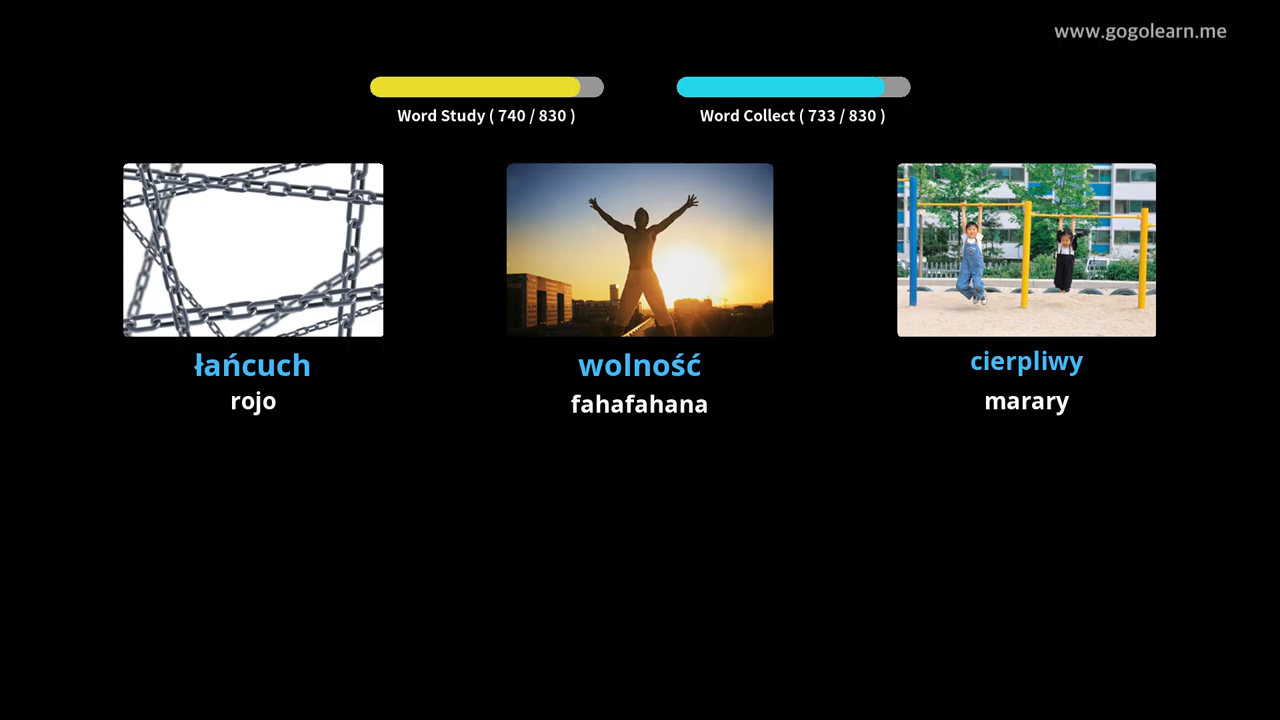 www.gogolearn.me
Word Study ( 740 / 830 )
Word Collect ( 733 / 830 )
łańcuch
rojo
wolność
fahafahana
cierpliwy
marary